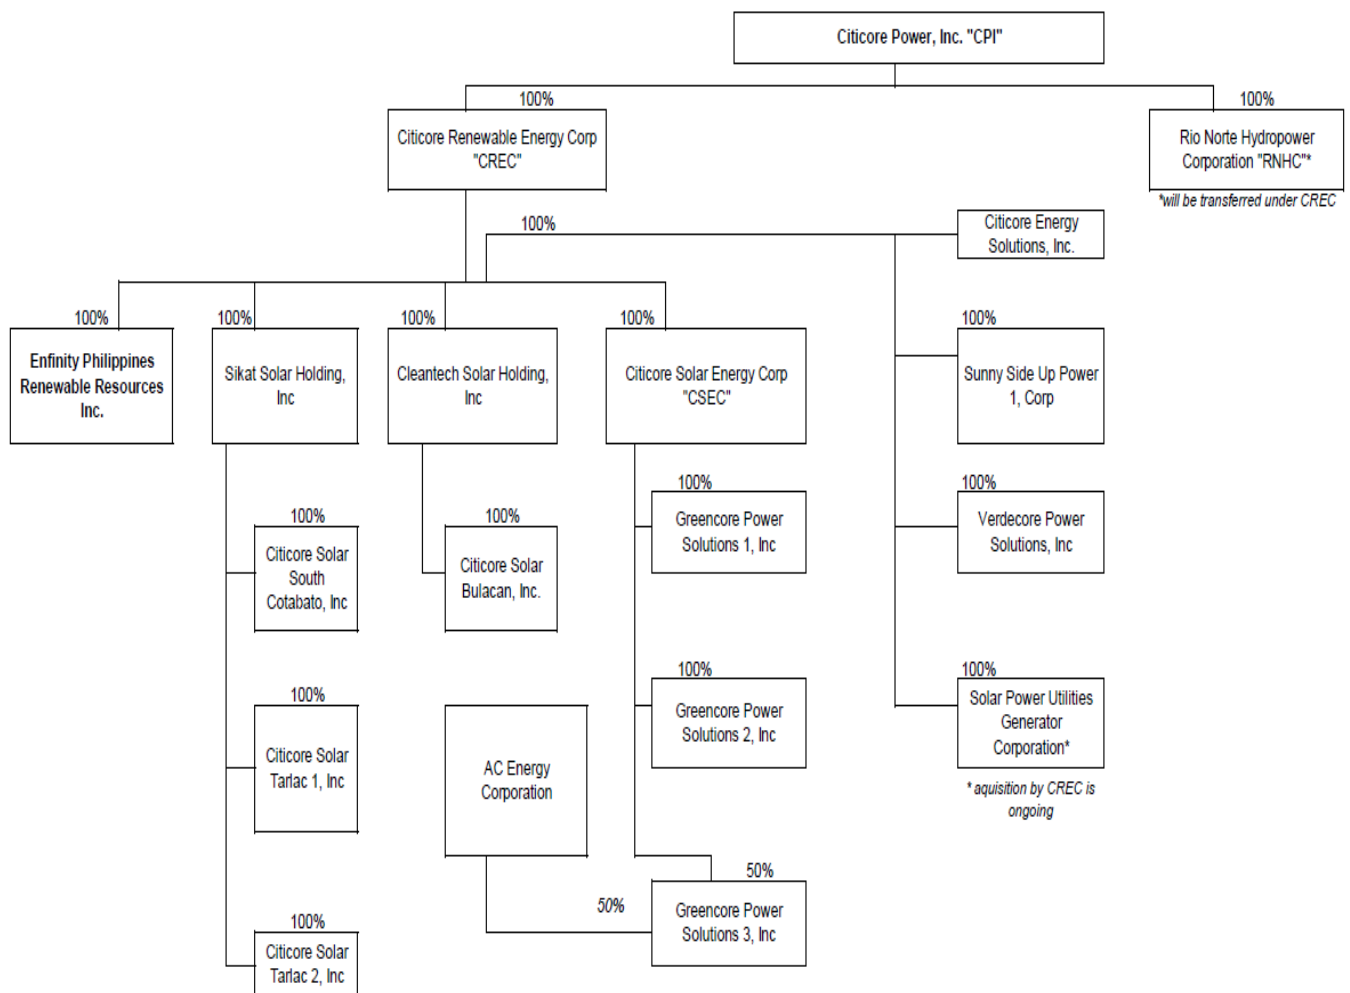 Citicore Power, Inc. "CPI"
100%
100%
Citicore Renewable Energy Corp
"CREC"
Rio Norte Hydropower
Corporation "RNHC"*
*will be transferred under CREC
100%
Citicore Energy
Solutions, Inc.
100%
100%
100%
100%
100%
Enfinity Philippines
Renewable Resources
Inc.
Sikat Solar Holding,
Inc
Cleantech Solar Holding,
Inc
Citicore Solar Energy Corp
"CSEC"
Sunny Side Up Power
1, Corp
100%
100%
100%
100%
Citicore Solar
South
Cotabato, Inc
Citicore Solar
Bulacan, Inc.
Greencore Power
Solutions 1, Inc
Verdecore Power
Solutions, Inc
100%
100%
100%
Citicore Solar
Tarlac 1, Inc
AC Energy
Corporation
Greencore Power
Solutions 2, Inc
Solar Power Utilities
Generator
Corporation*
* aquisition by CREC is
ongoing
50%
50%
100%
Greencore Power
Solutions 3, Inc
Citicore Solar
Tarlac 2, Inc